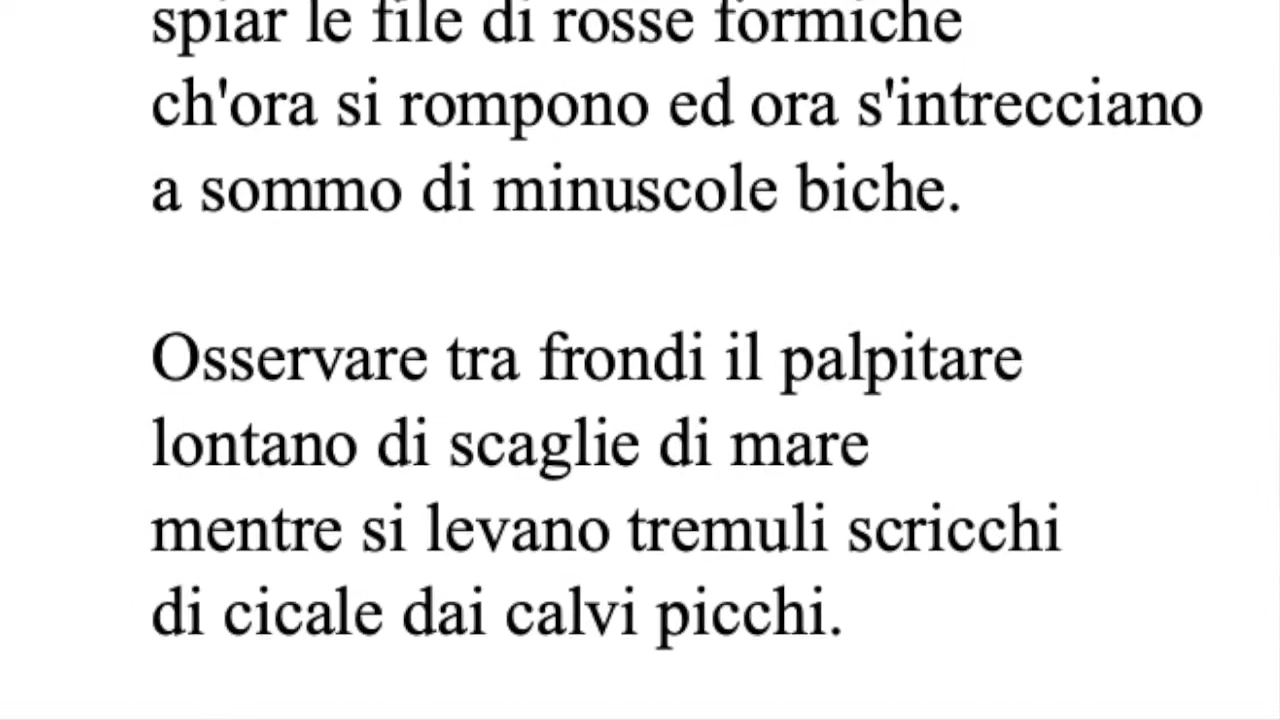 spiar le file di rosse formiche
ch'ora si rompono ed ora s'intrecciano
a sommo di minuscole biche.
Osservare tra frondi il palpitare
lontano di scaglie di mare
mentre si levano tremuli scricchi
di cicale dai calvi picchi.